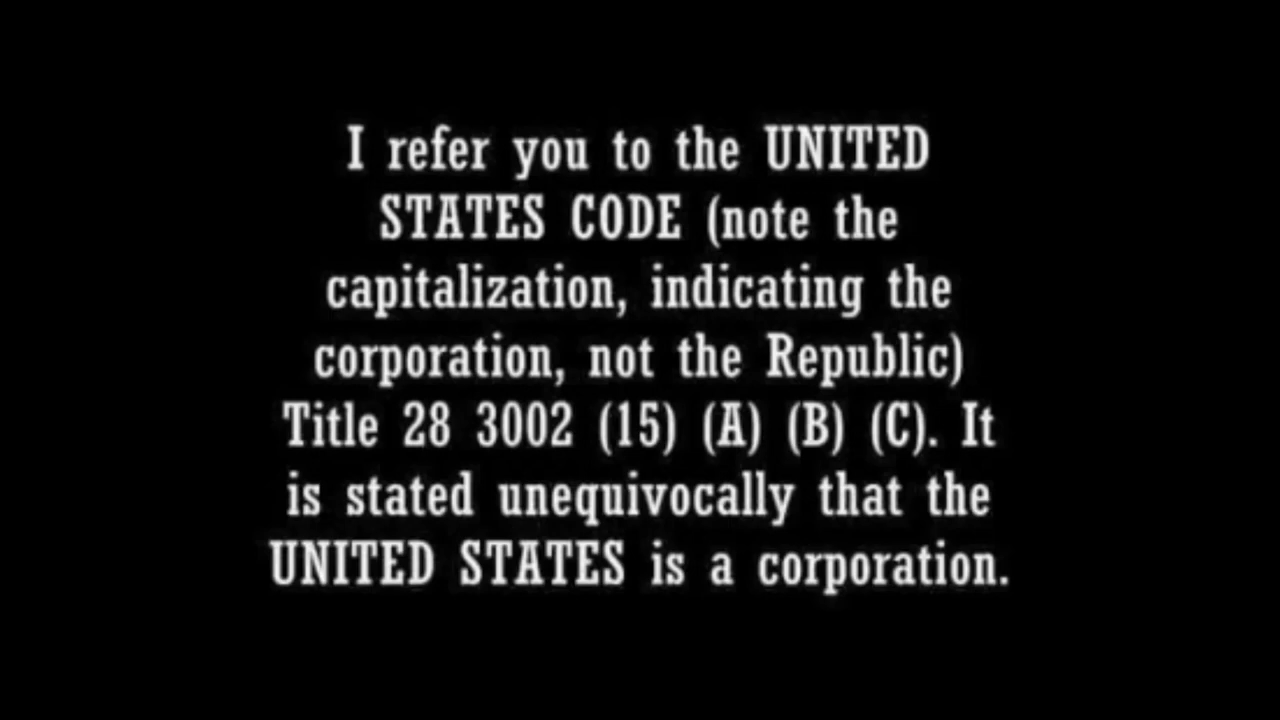 I refer you to the UNITED
STATES CODE (note the
capitalization, indicating the
corporation, not the Republic)
Title 28 3002 (15) (A) (B) (C). It
is stated unequivocally that the
UNITED STATES is a corporation.